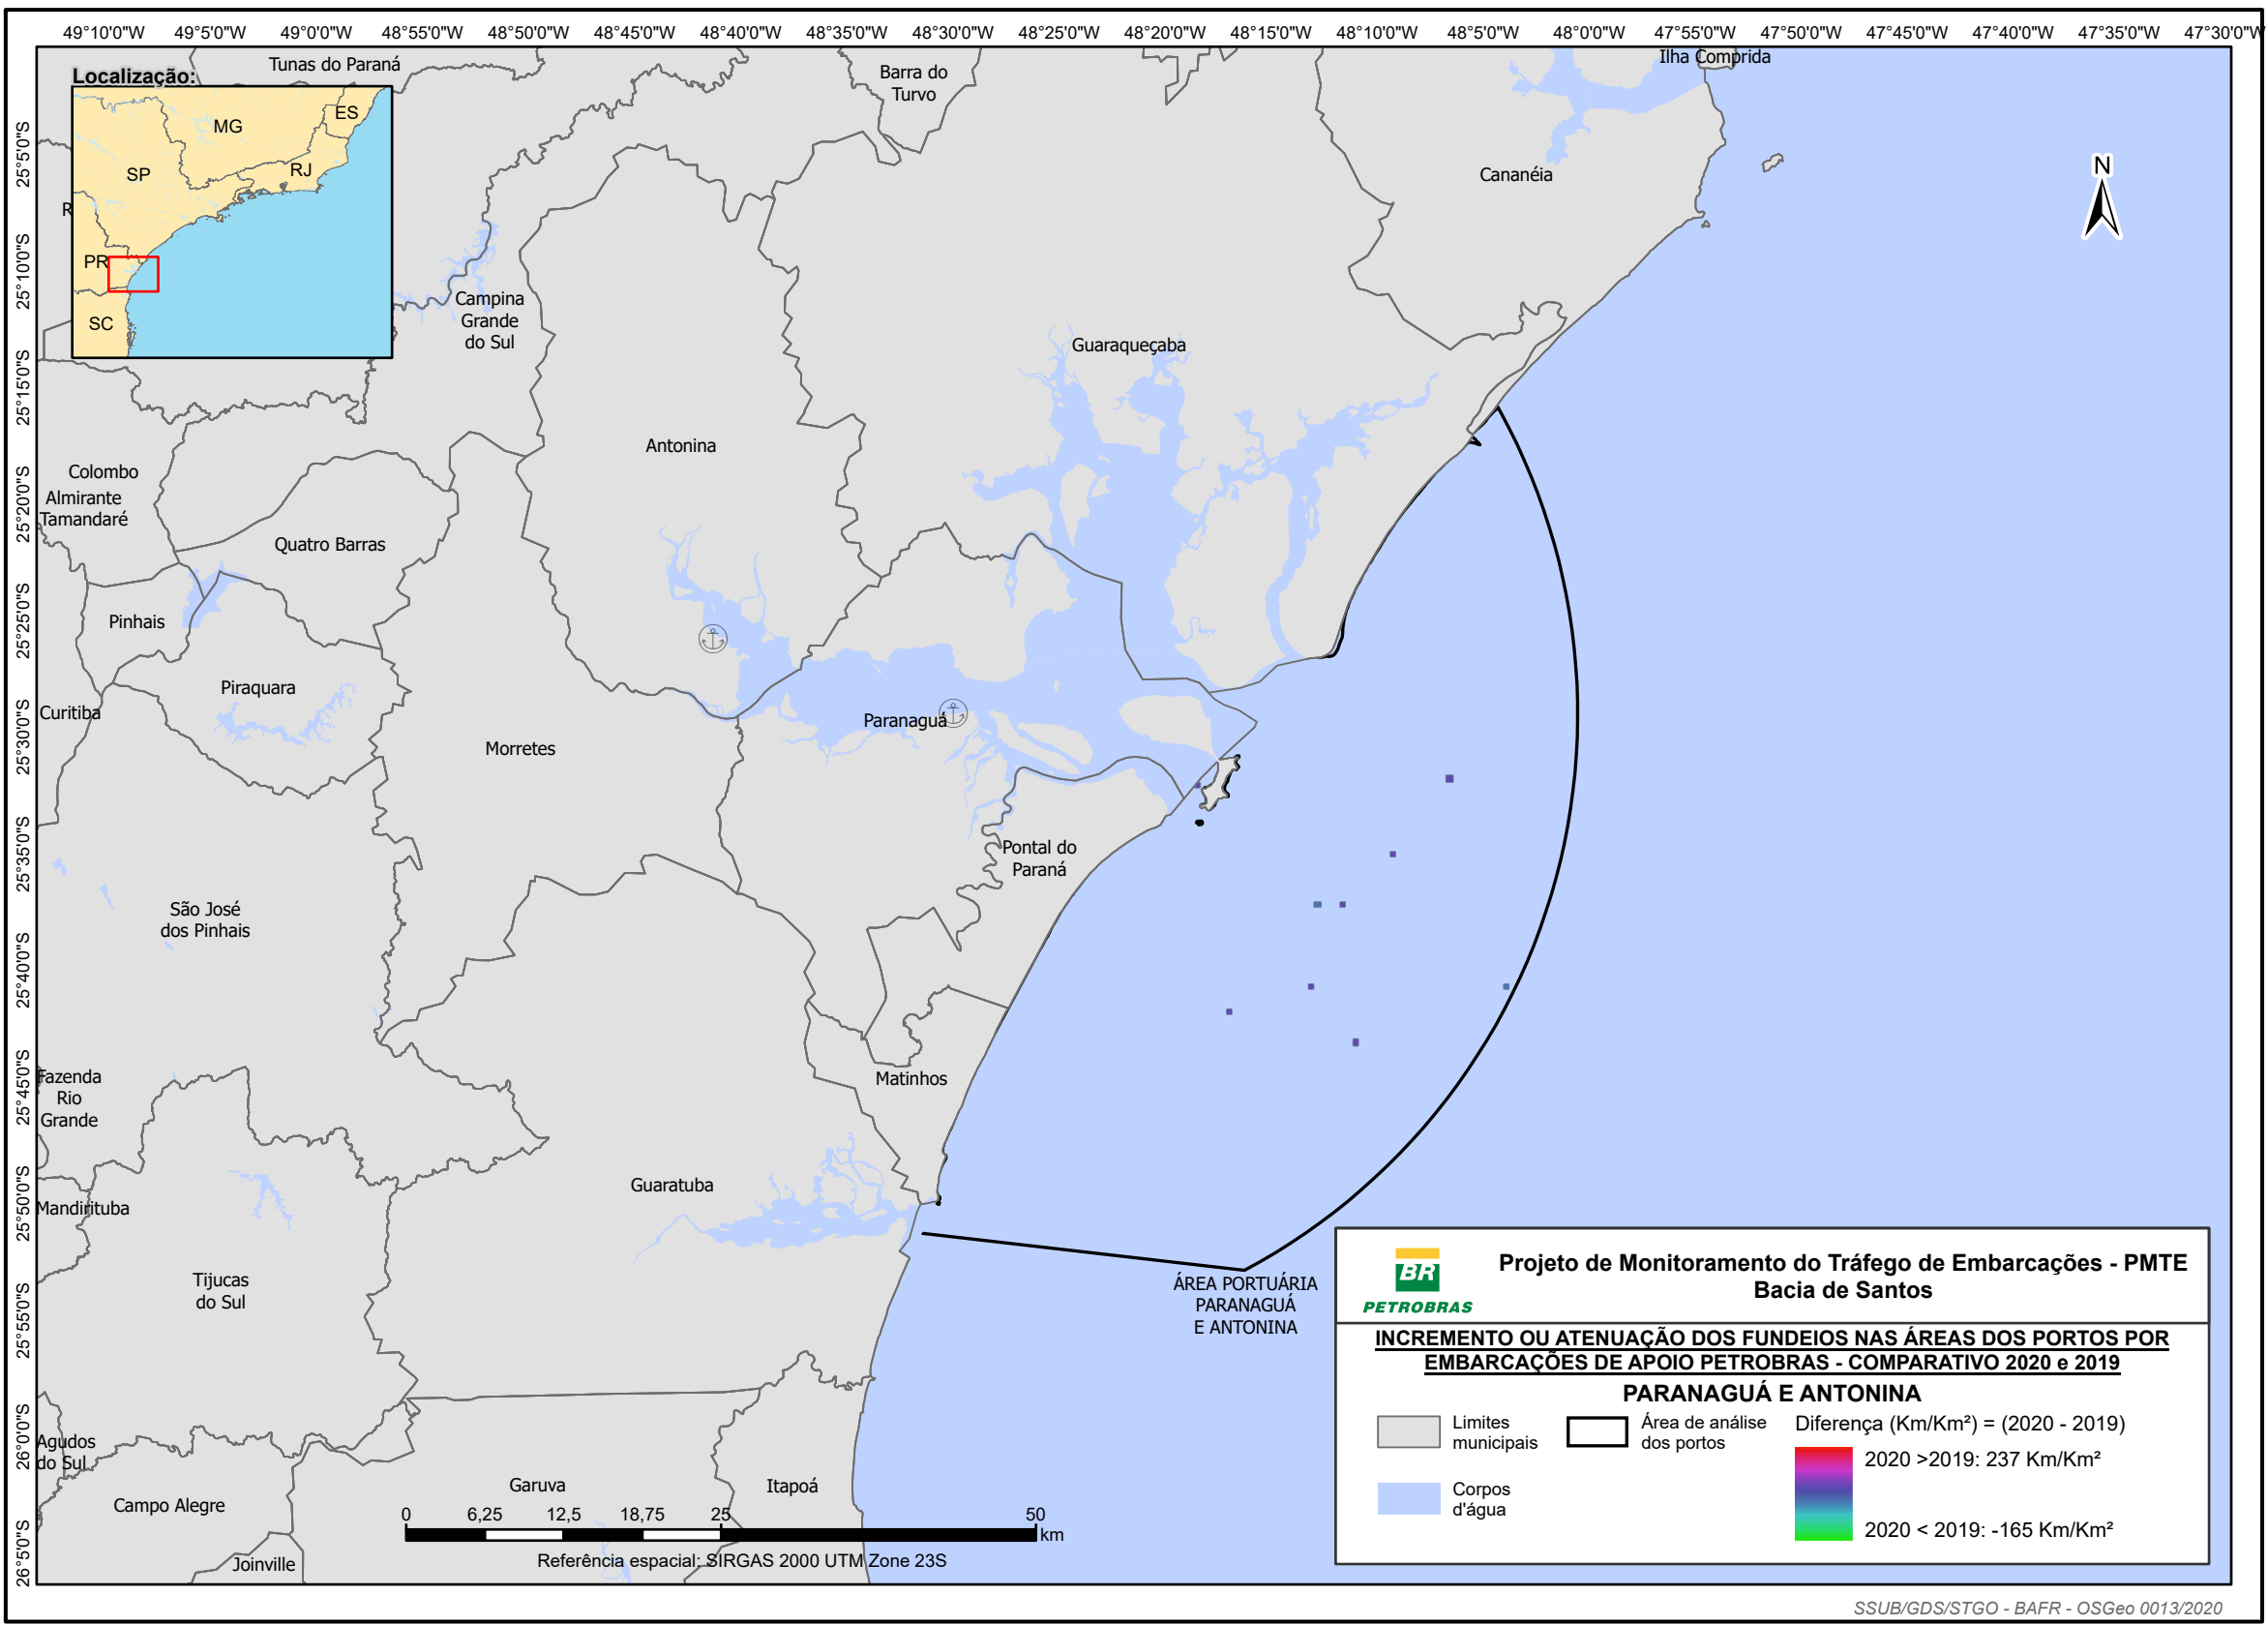 49°10'0"W 49°5'0"W 49°0'0"W 48°55'0"W 48°50'0"W 48°45'0"W 48°40'0"W 48°35'0"W 48°30'0"W 48°25'0"W 48°20'0"W 48°15'0"W 48°10'0"W 48°5'0"W 48°0'0"W 47°55'0"W 47°50'0"W 47°45'0"W 47°40'0"W 47°35'0"W 47°30'0"W
25°5'0"S
25°10'0"S
25°15'0"S
25°20'0"S
25°25'0"S
25°30'0"S
25°35'0"S
25°40'0"S
25°45'0"S
25°50'0"S
25°55'0"S
26°0'0"S
26°5'0"S
Localização:
MG
ES
SP
RJ
R
PR
SC
Tunas do Paraná
Barra do
Turvo
Ilha Comprida
Cananéia
N
Campina
Grande
do Sul
Guaraqueçaba
Antonina
Colombo
Almirante
Tamandaré
Quatro Barras
Pinhais
Piraquara
Curitiba
Paranaguá
Morretes
Pontal do
Paraná
São José
dos Pinhais
Matinhos
Fazenda
Rio
Grande
Guaratuba
Mandirituba
Tijucas
do Sul
ÁREA PORTUÁRIA
PARANAGUÁ
E ANTONINA
Agudos
do Sul
Campo Alegre
Garuva
Itapoá
Joinville
0 6,25 12,5 18,75 25 50
km
Referência espacial: SIRGAS 2000 UTM Zone 23S
BR
PETROBRAS
Projeto de Monitoramento do Tráfego de Embarcações - PMTE
Bacia de Santos
INCREMENTO OU ATENUAÇÃO DOS FUNDEIOS NAS ÁREAS DOS PORTOS POR
EMBARCAÇÕES DE APOIO PETROBRAS - COMPARATIVO 2020 e 2019
PARANAGUÁ E ANTONINA
Limites
municipais
Área de análise
dos portos
Corpos
d'água
Diferença (Km/Km²) = (2020 - 2019)
2020 >2019: 237 Km/Km²
2020 < 2019: -165 Km/Km²
SSUB/GDS/STGO - BAFR - OSGeo 0013/2020